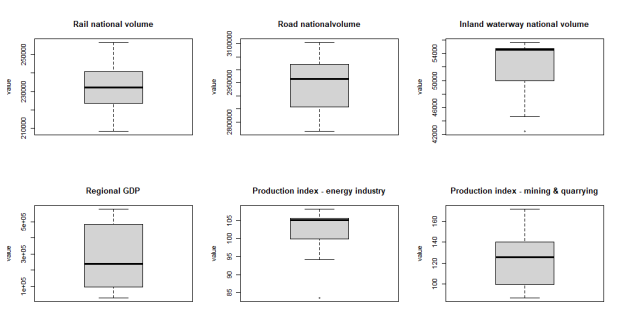 Rail national volume
value
210000
230000
250000
Road nationalvolume
value
2800000
2950000
3100000
Inland waterway national volume
value
42000
46000
50000
54000
Regional GDP
value
1e+05
3e+05
5e+05
Production index - energy industry
value
85
90
95
100
105
Production index - mining & quarrying
value
100
120
140
160